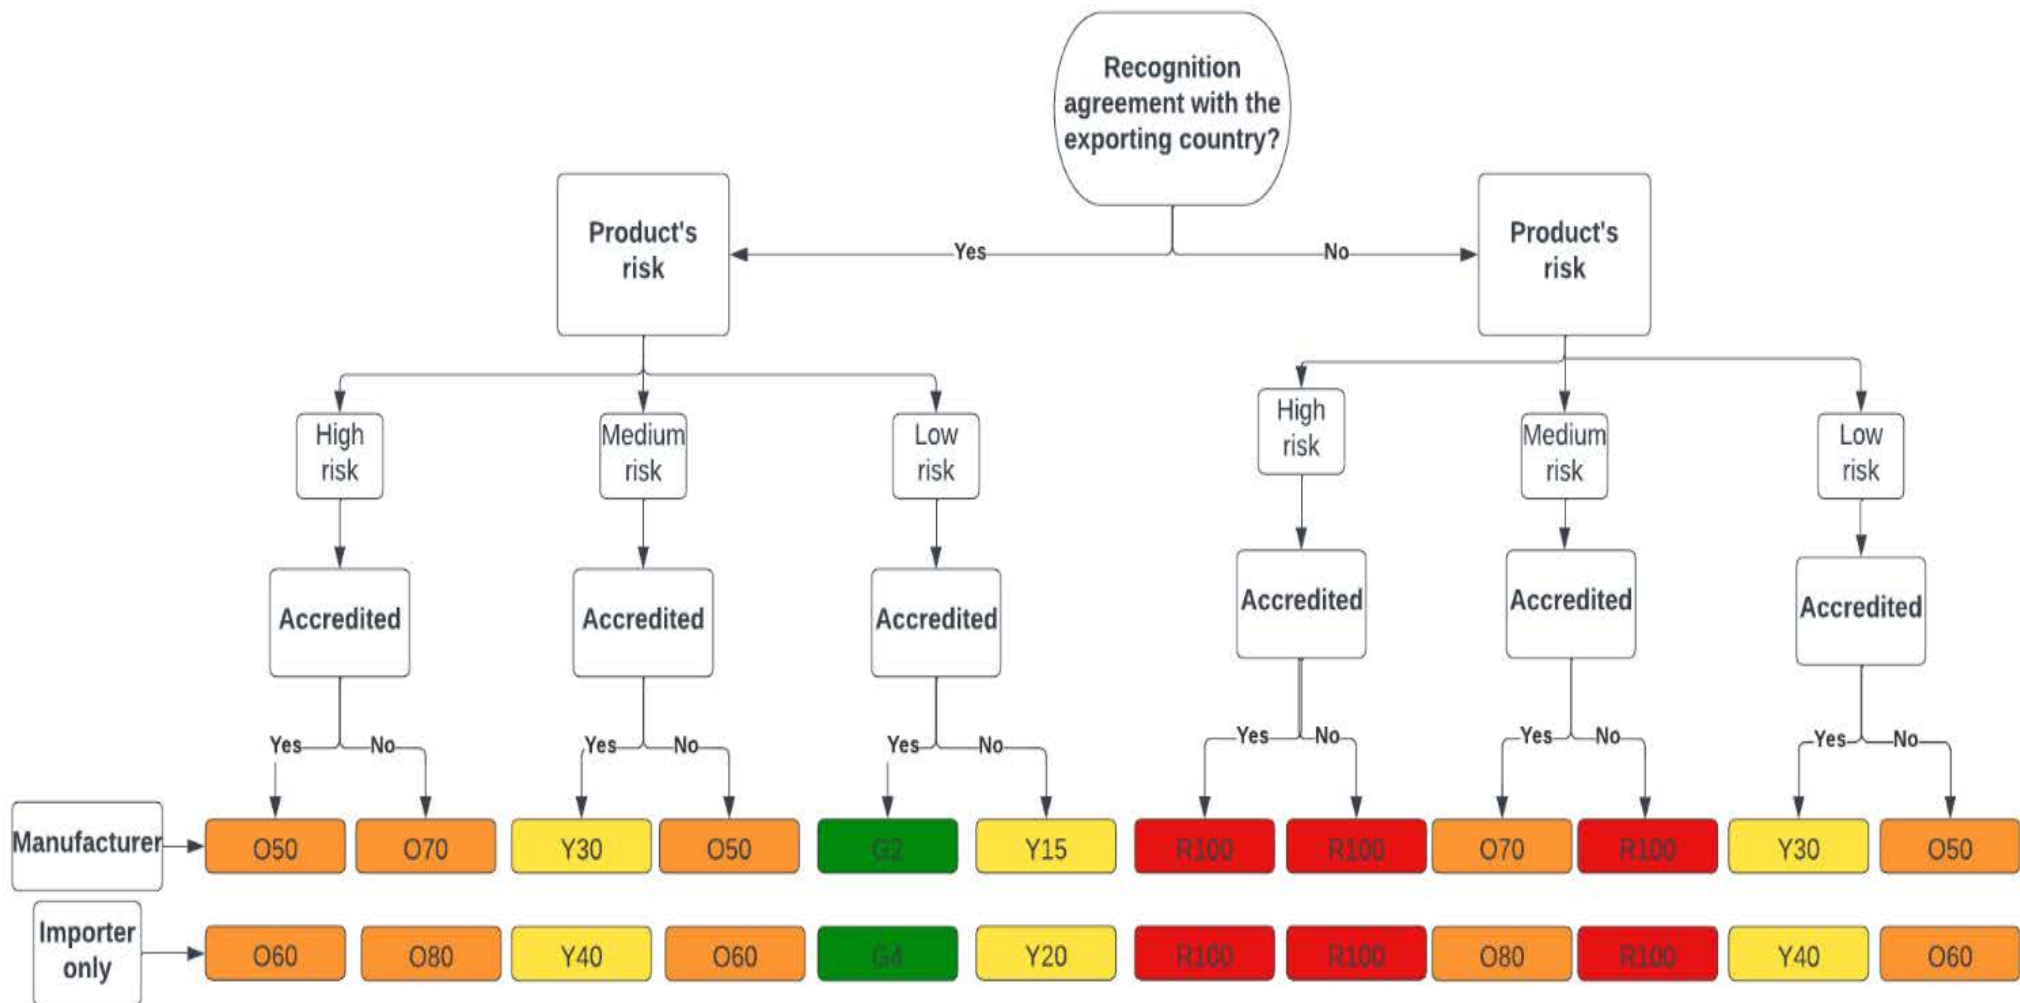 Recognition
agreement with the
exporting country?
Product's
risk
Yes
No
Product's
risk
High
risk
Medium
risk
Low
risk
High
risk
Medium
risk
Low
risk
Accredited
Accredited
Accredited
Accredited
Accredited
Accredited
Yes
No
Yes
No
Yes
No
Yes
No
Yes
No
Yes
No
Manufacturer
O50
O70
Y30
O50
G2
Y15
R100
R100
O70
R100
Y30
O50
Importer
only
O60
O80
Y40
O60
G4
Y20
R100
R100
O80
R100
Y40
O60